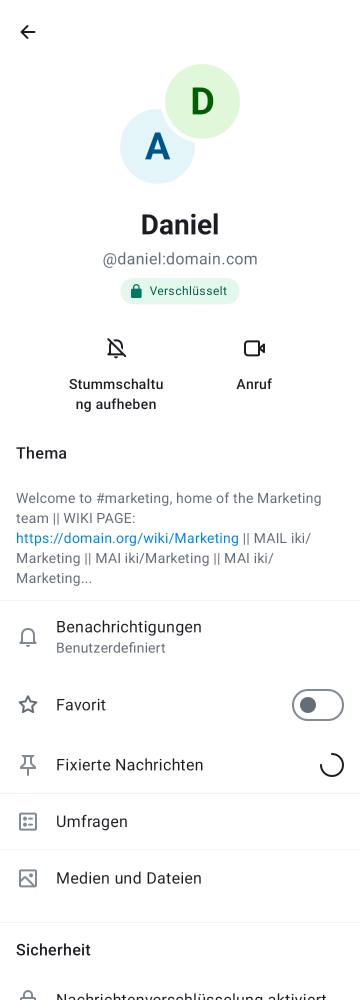 D
A
Daniel
@daniel:domain.com
Verschlüsselt
Stummschaltu
ng aufheben
Anruf
Thema
Welcome to #marketing, home of the Marketing
team || WIKI PAGE:
https://domain.org/wiki/Marketing || MAIL iki/
Marketing || MAI iki/Marketing || MAI iki/
Marketing...
Benachrichtigungen
Benutzerdefiniert
Favorit
Fixierte Nachrichten
Umfragen
Medien und Dateien
Sicherheit
Nachrichtenverschlüsselung aktiviert